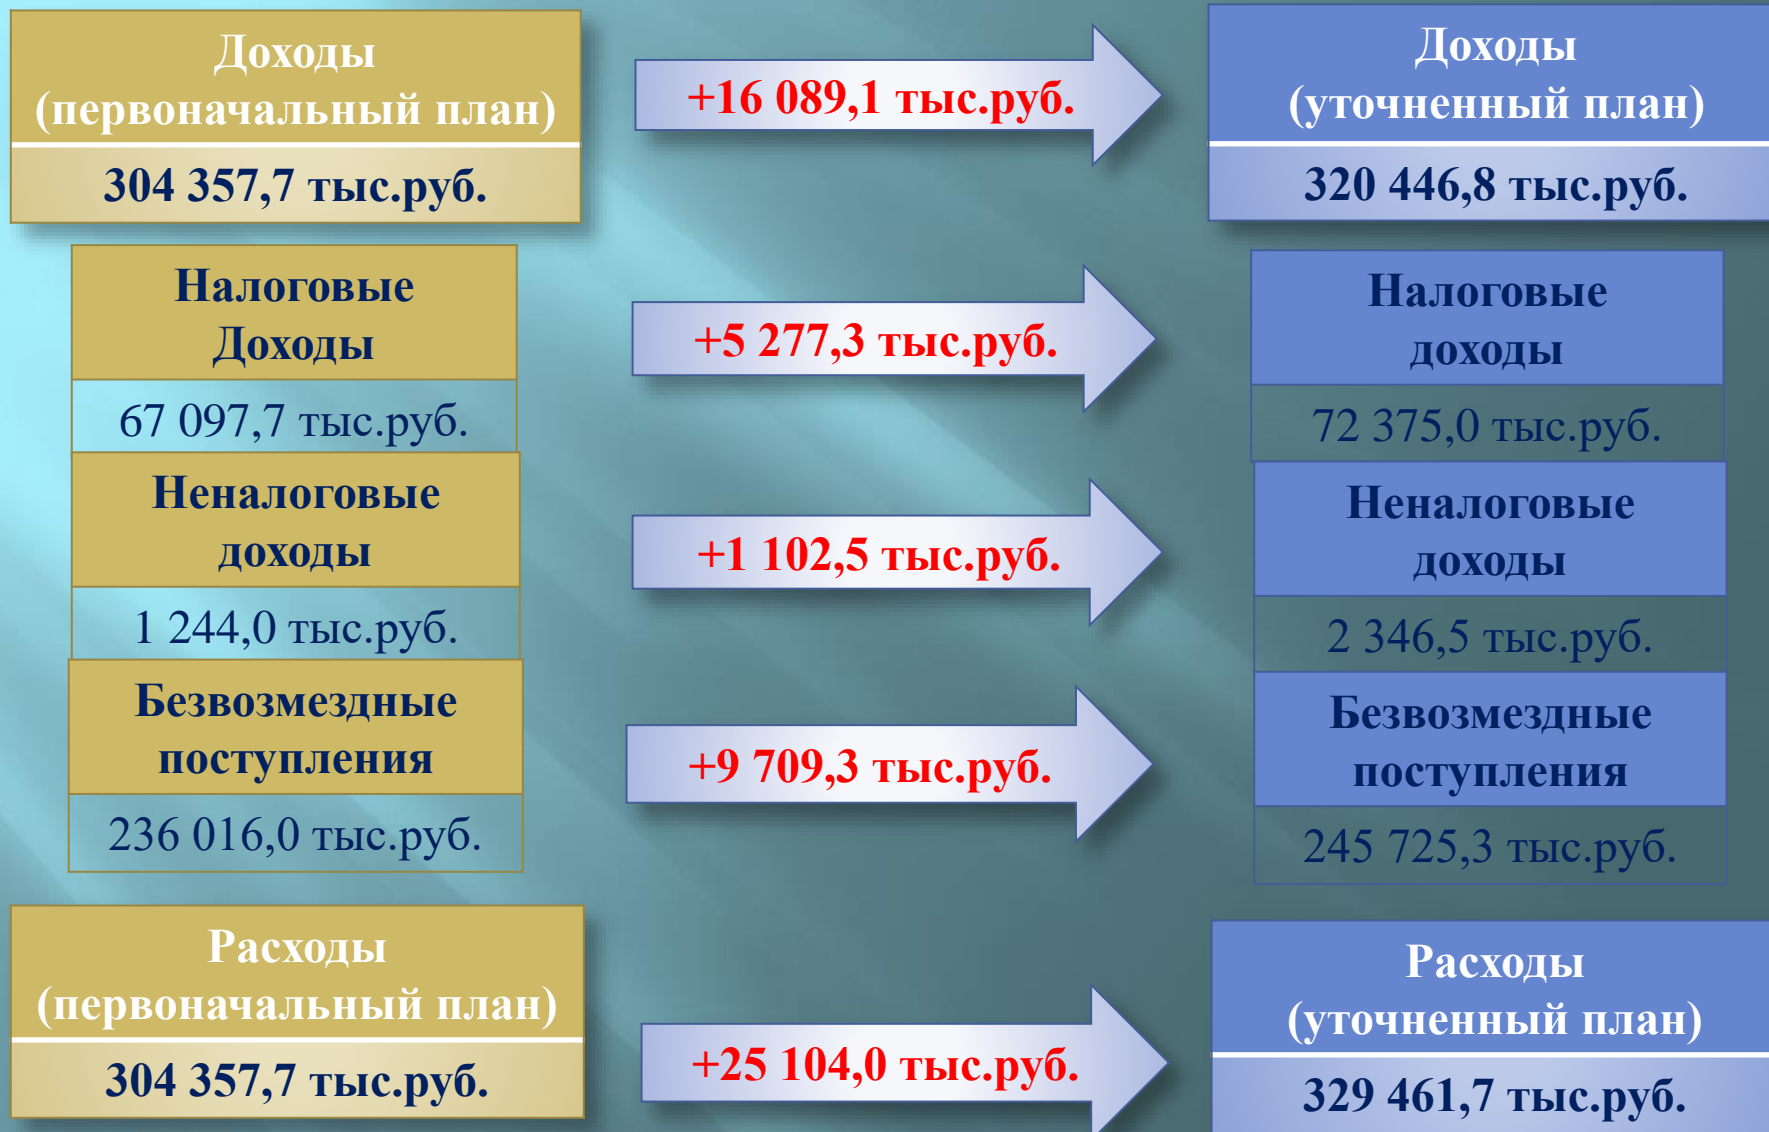 Доходы
(первоначальный план)
304 357,7 тыс.руб.
+16 089,1 тыс.руб.
Доходы
(уточненный план)
320 446,8 тыс.руб.
Налоговые
Доходы
67 097,7 тыс.руб.
+5 277,3 тыс.руб.
Налоговые
доходы
72 375,0 тыс.руб.
Неналоговые
доходы
1 244,0 тыс.руб.
+1 102,5 тыс.руб.
Неналоговые
доходы
2 346,5 тыс.руб.
Безвозмездные
поступления
236 016,0 тыс.руб.
+9 709,3 тыс.руб.
Безвозмездные
поступления
245 725,3 тыс.руб.
Расходы
(первоначальный план)
304 357,7 тыс.руб.
+25 104,0 тыс.руб.
Расходы
(уточненный план)
329 461,7 тыс.руб.